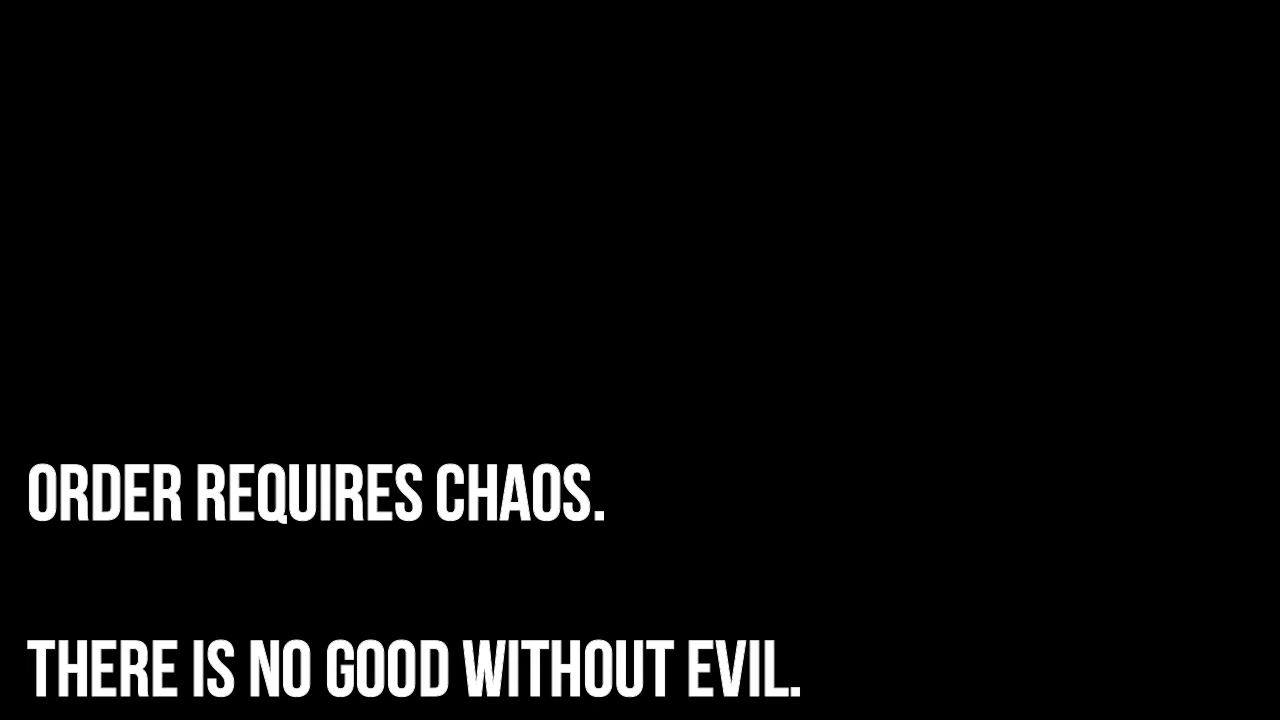 ORDER REQUIRES CHAOS.
THERE IS NO GOOD WITHOUT EVIL.